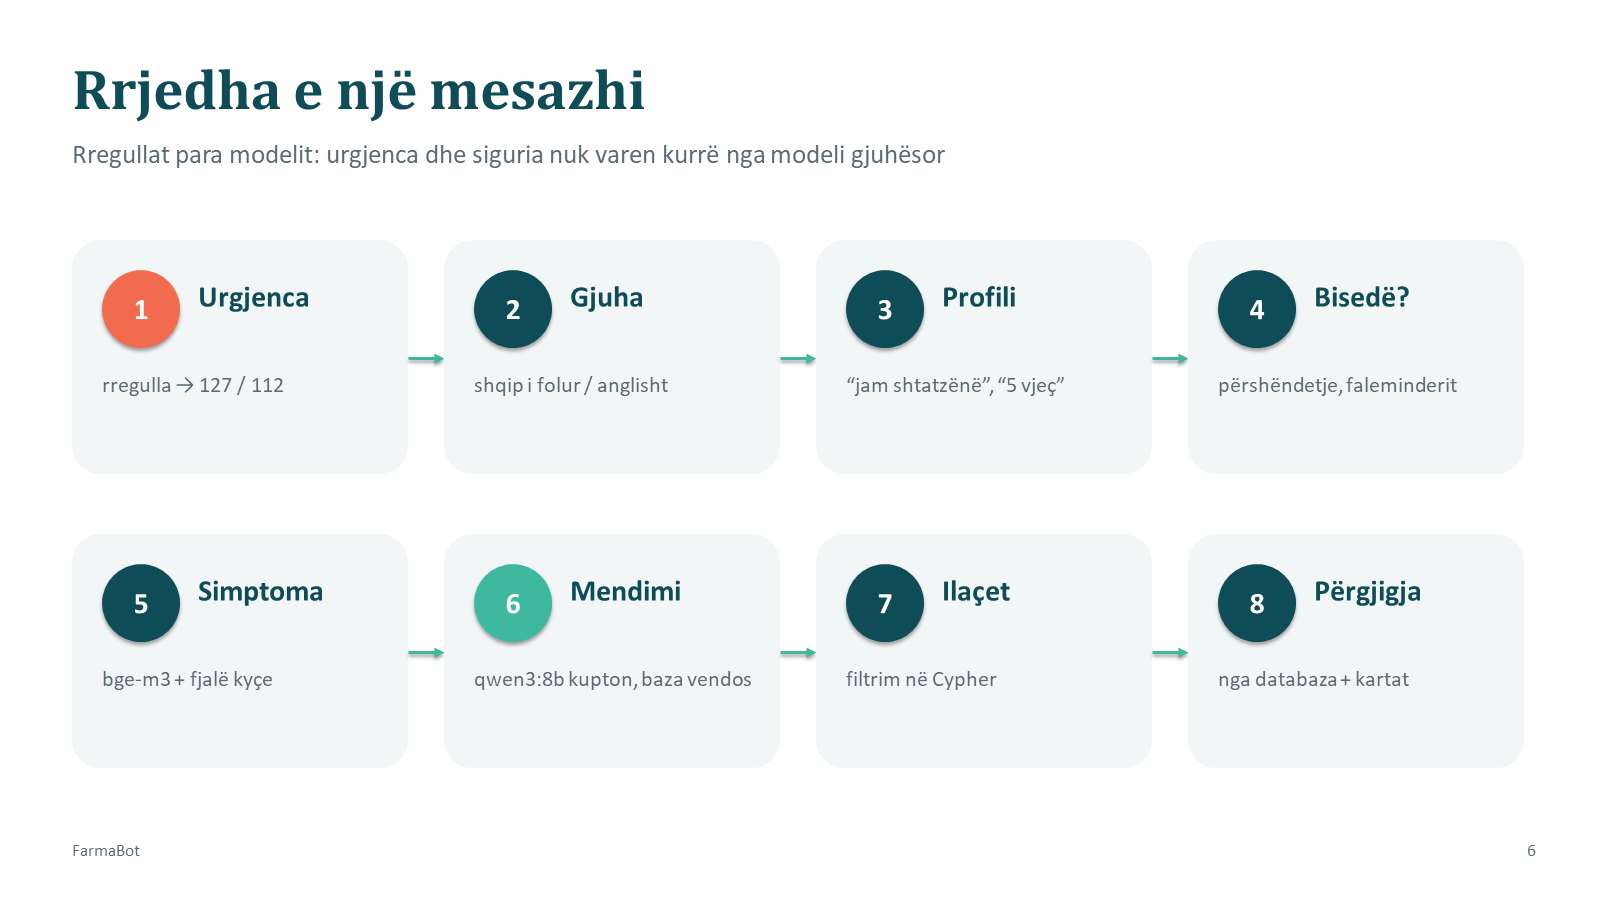 Rrjedha e një mesazhi
Rregullat para modelit: urgjenca dhe siguria nuk varen kurrë nga modeli gjuhësor
1
Urgjenca
rregulla → 127 / 112
2
Gjuha
shqip i folur / anglisht
3
Profili
“jam shtatzënë”, “5 vjeç”
4
Bisedë?
përshëndetje, faleminderit
5
Simptoma
bge-m3 + fjalë kyçe
6
Mendimi
qwen3:8b kupton, baza vendos
7
Ilaçet
filtrim në Cypher
8
Përgjigja
nga databaza + kartat
FarmaBot
6